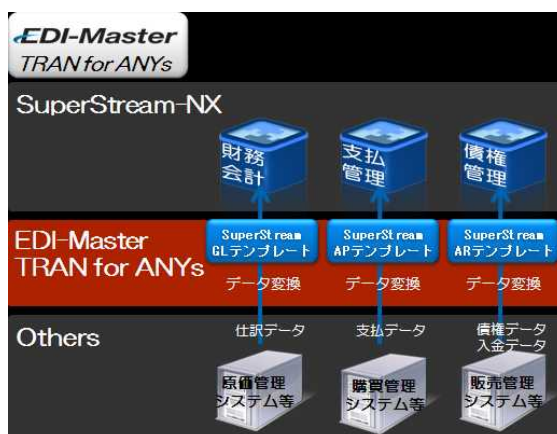 EDI-Master
TRAN for ANYs
SuperStream-NX
財務
会計
支払
管理
債権
管理
EDI-Master
TRAN for ANYs
SuperStream
GLテンプレート
SuperStream
APテンプレート
SuperStream
ARテンプレート
データ変換
データ変換
データ変換
Others
仕訳データ
支払データ
債権データ
入金データ
原価管理
システム等
購買管理
システム等
販売管理
システム等